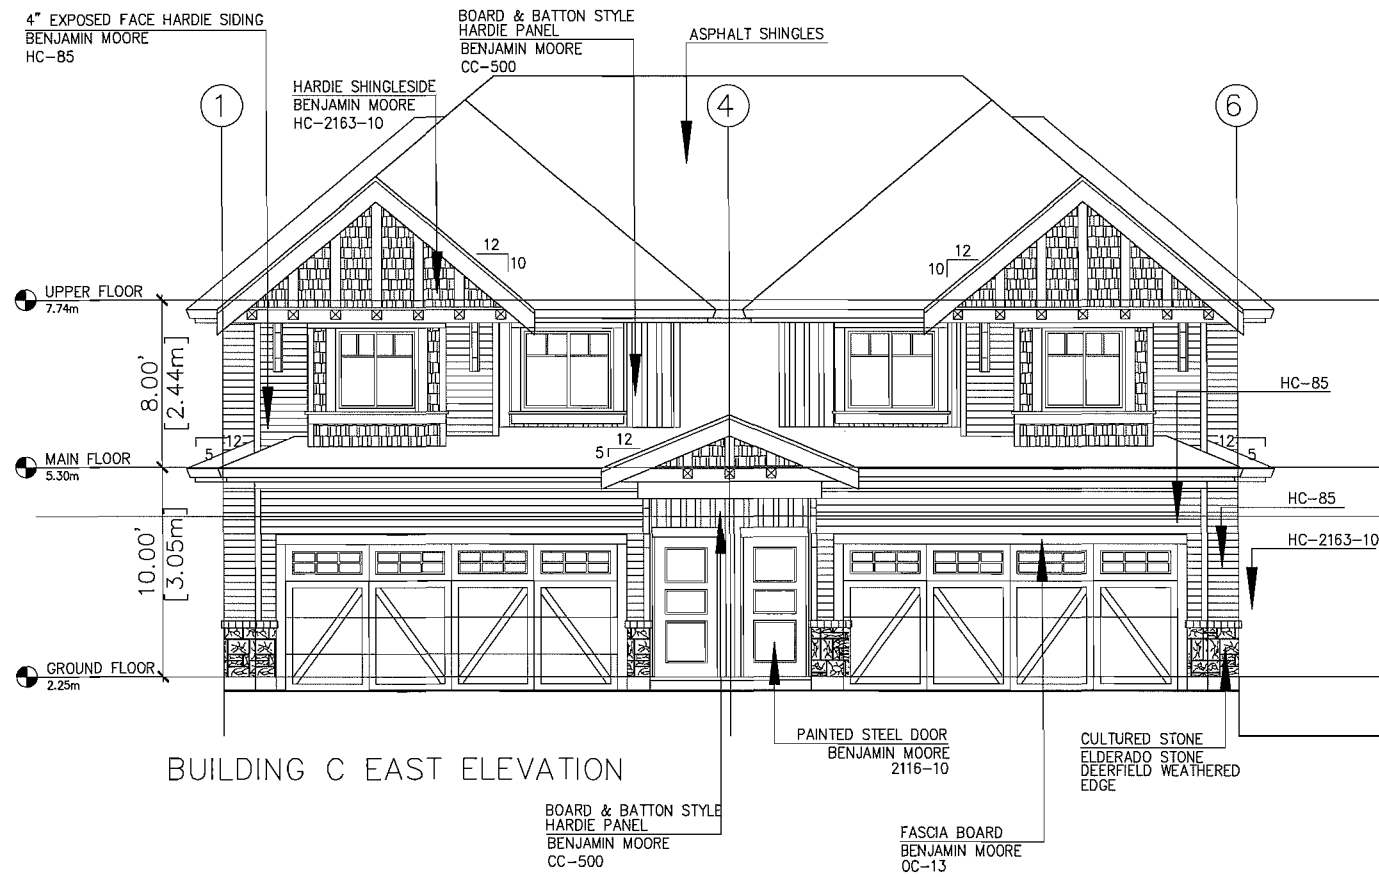 4" EXPOSED FACE HARDIE SIDING
BENJAMIN MOORE
HC-85
BOARD & BATTON STYLE
HARDIE PANEL
BENJAMIN MOORE
CC-500
ASPHALT SHINGLES
HARDIE SHINGLESIDE
BENJAMIN MOORE
HC-2163-10
1
4
6
12
10
12
10
UPPER FLOOR
7.74m
8.00'
[2.44m]
HC-85
12
5
12
5
12
5
MAIN FLOOR
5.30m
10.00'
[3.05m]
HC-85
HC-2163-10
GROUND FLOOR
2.25m
BUILDING C EAST ELEVATION
PAINTED STEEL DOOR
BENJAMIN MOORE
2116-10
CULTURED STONE
ELDERADO STONE
DEERFIELD WEATHERED
EDGE
BOARD & BATTON STYLE
HARDIE PANEL
BENJAMIN MOORE
CC-500
FASCIA BOARD
BENJAMIN MOORE
OC-13